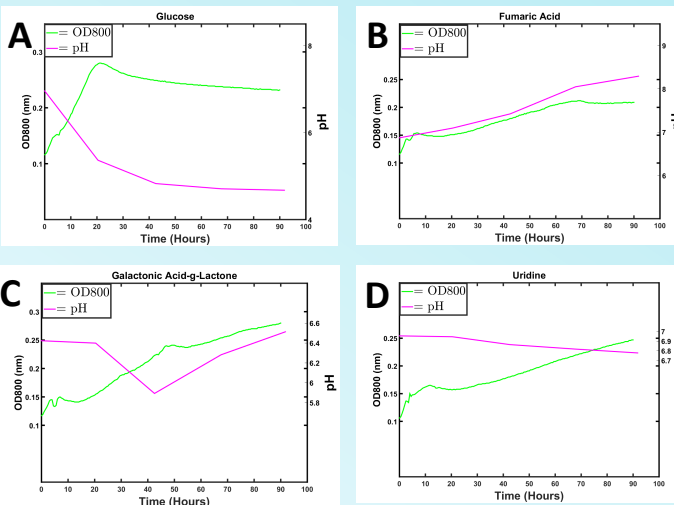 A
Glucose
= OD800
= pH
0.3
0.2
0.1
OD800 (nm)
8
6
4
pH
0 10 20 30 40 50 60 70 80 90 100
Time (Hours)
B
Fumaric Acid
= OD800
= pH
0.25
0.2
0.15
0.1
OD800 (nm)
9
8
7
6
0 10 20 30 40 50 60 70 80 90 100
Time (Hours)
C
Galactonic Acid-g-Lactone
= OD800
= pH
0.3
0.25
0.2
0.15
0.1
OD800 (nm)
6.6
6.4
6.2
6
5.8
pH
0 10 20 30 40 50 60 70 80 90 100
Time (Hours)
D
Uridine
= OD800
= pH
0.25
0.2
0.15
0.1
OD800 (nm)
7
6.9
6.8
6.7
0 10 20 30 40 50 60 70 80 90 100
Time (Hours)